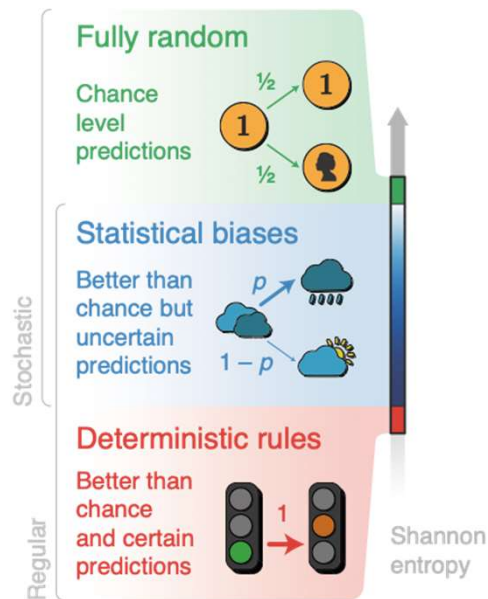 Fully random
Chance
level
predictions
½
1
1
½
Statistical biases
Better than
chance but
uncertain
predictions
p
1 – p
Deterministic rules
Better than
chance
and certain
predictions
1
Stochastic
Regular
Shannon
entropy